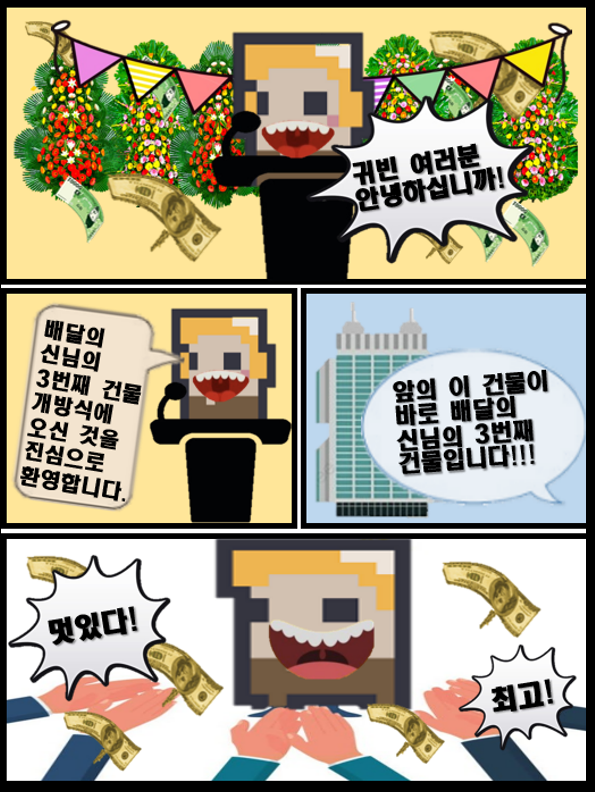 귀빈 여러분
안녕하십니까!
배달의
신님의
3번째 건물
개방식에
오신 것을
진심으로
환영합니다.
앞의 이 건물이
바로 배달의
신님의 3번째
건물입니다!!!
멋있다!
최고!